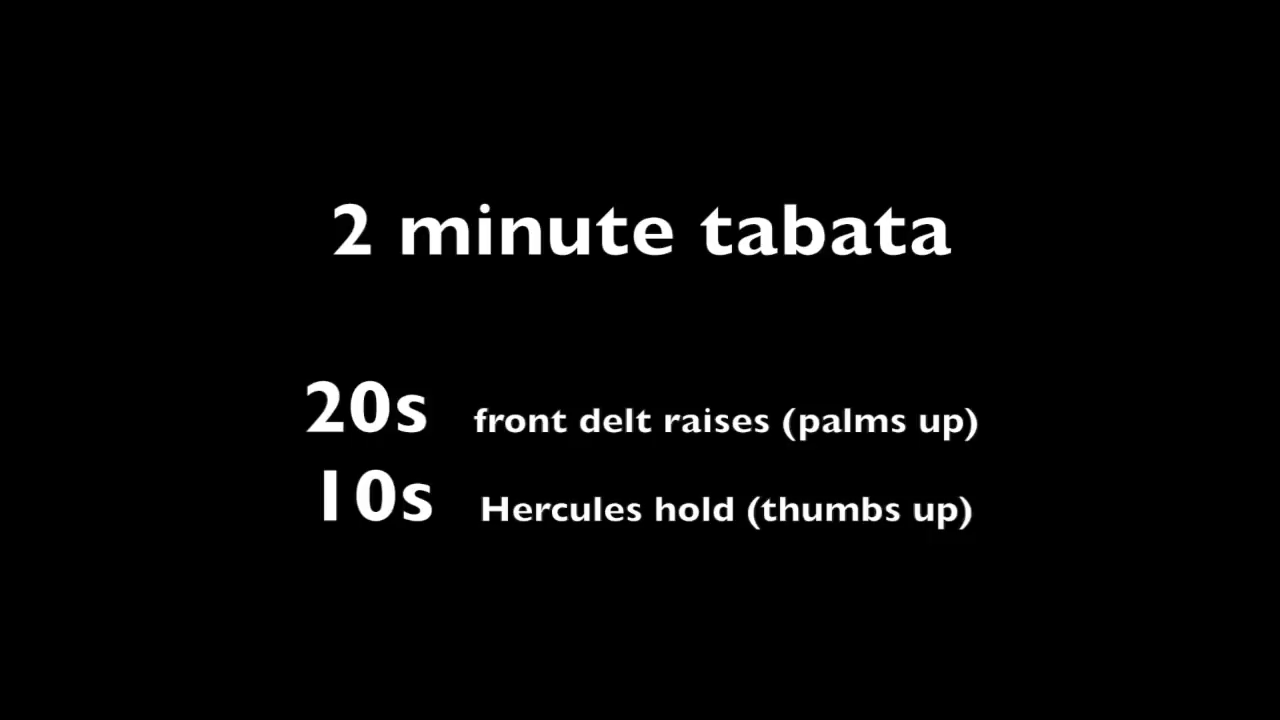 2 minute tabata
20s front delt raises (palms up)
10s Hercules hold (thumbs up)